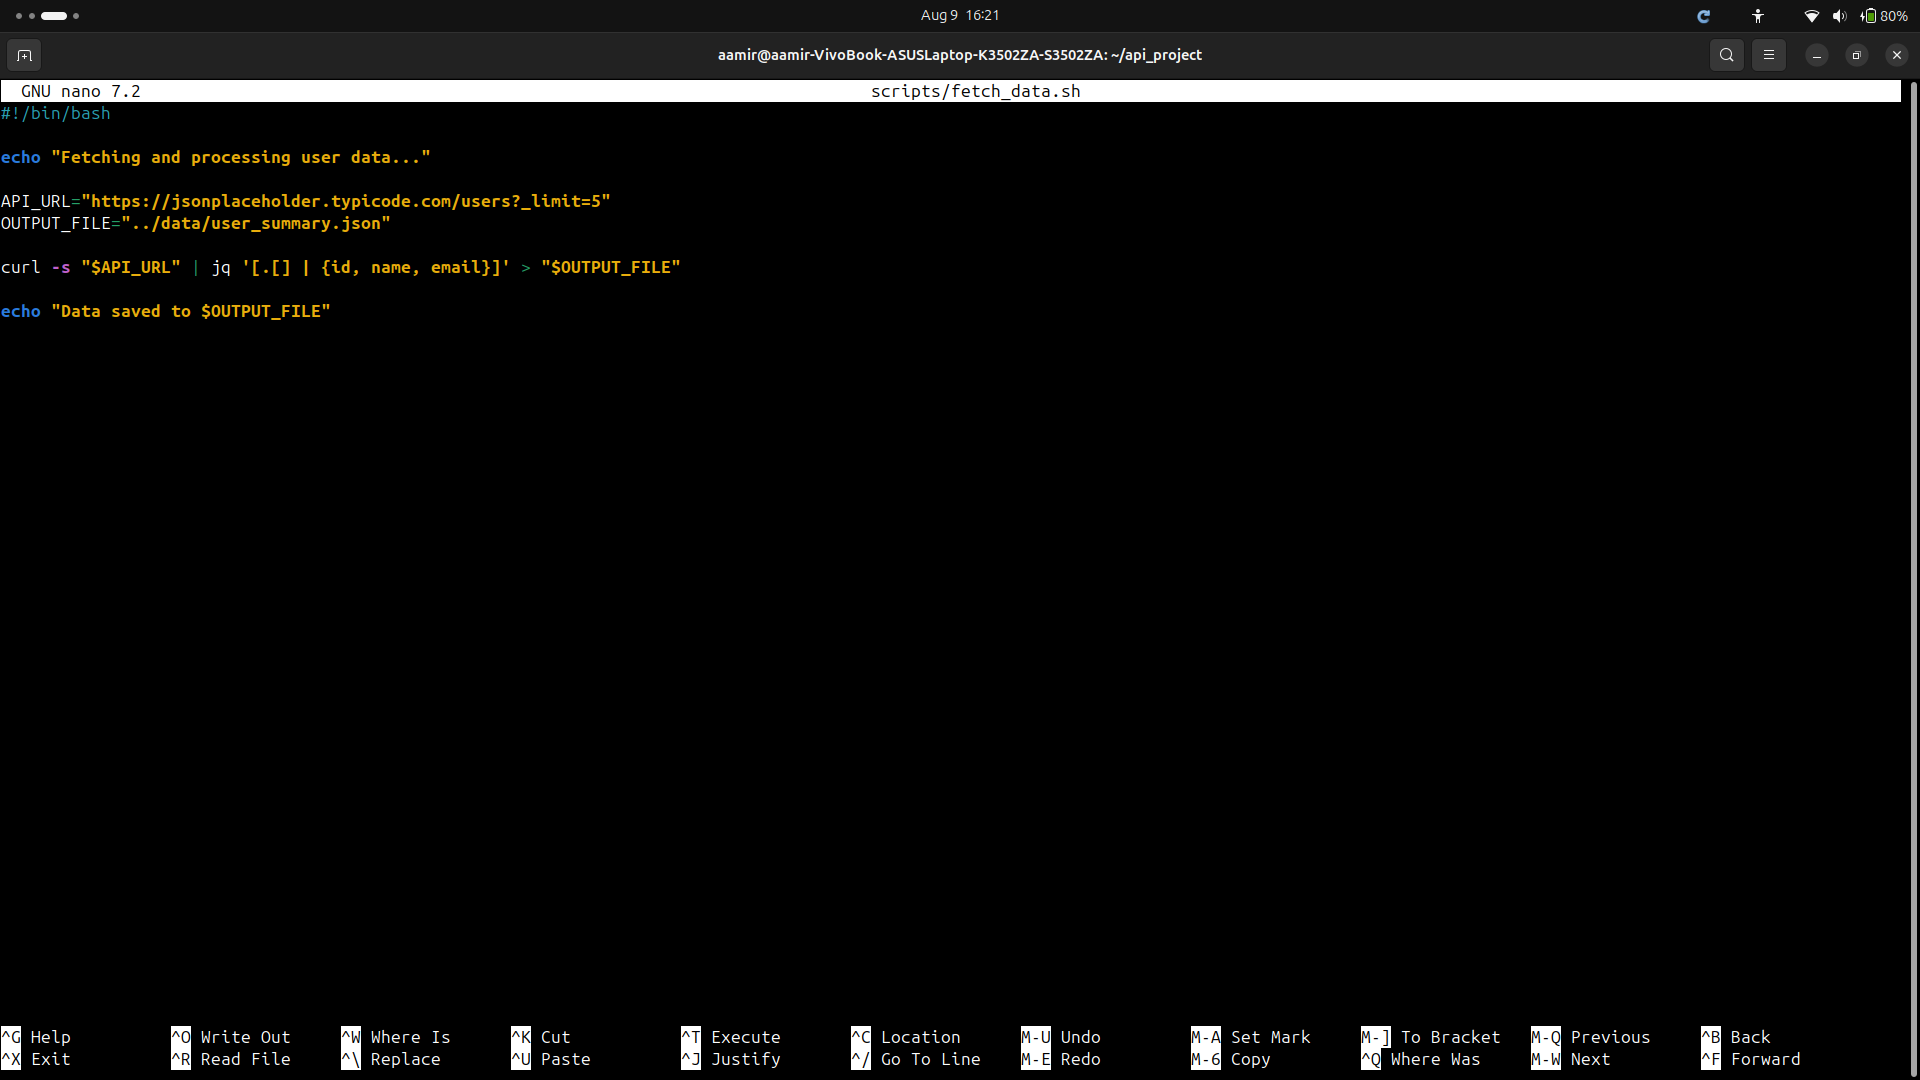 Aug 9 16:21
80%
aamir@aamir-VivoBook-ASUSLaptop-K3502ZA-S3502ZA: ~/api_project
GNU nano 7.2 scripts/fetch_data.sh
#!/bin/bash
echo "Fetching and processing user data..."
API_URL="https://jsonplaceholder.typicode.com/users?_limit=5"
OUTPUT_FILE="../data/user_summary.json"
curl -s "$API_URL" | jq '[.[] | {id, name, email}]' > "$OUTPUT_FILE"
echo "Data saved to $OUTPUT_FILE"
^G Help ^O Write Out ^W Where Is ^K Cut ^T Execute ^C Location M-U Undo M-A Set Mark M-] To Bracket M-Q Previous ^B Back
^X Exit ^R Read File ^\ Replace ^U Paste ^J Justify ^/ Go To Line M-E Redo M-6 Copy ^Q Where Was M-W Next ^F Forward